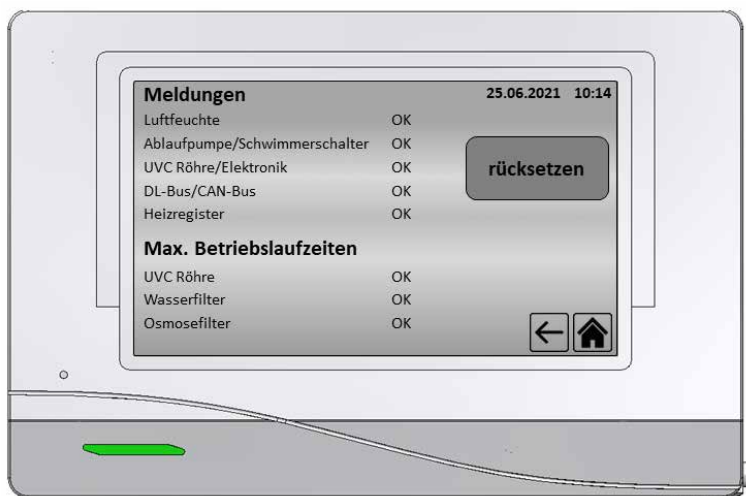 Meldungen 25.06.2021 10:14
Luftfeuchte OK
Ablaufpumpe/Schwimmerschalter OK
UVC Röhre/Elektronik OK
rücksetzen
DL-Bus/CAN-Bus OK
Heizregister OK
Max. Betriebslaufzeiten
UVC Röhre OK
Wasserfilter OK
Osmosefilter OK